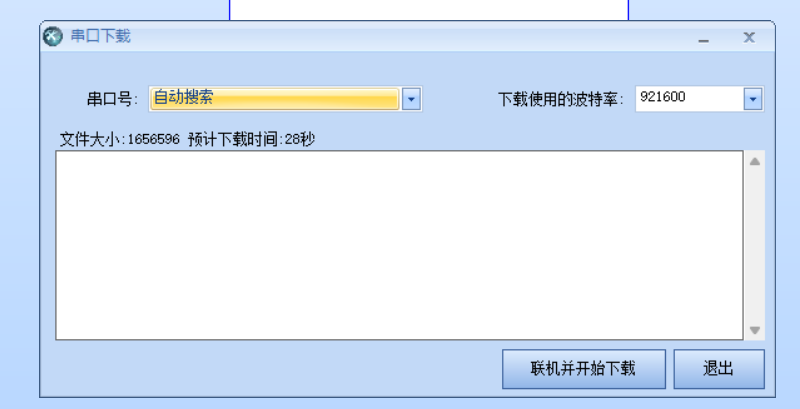 串口下载
串口号: 自动搜索 下载使用的波特率: 921600
文件大小:1656596 预计下载时间:28秒
联机并开始下载 退出